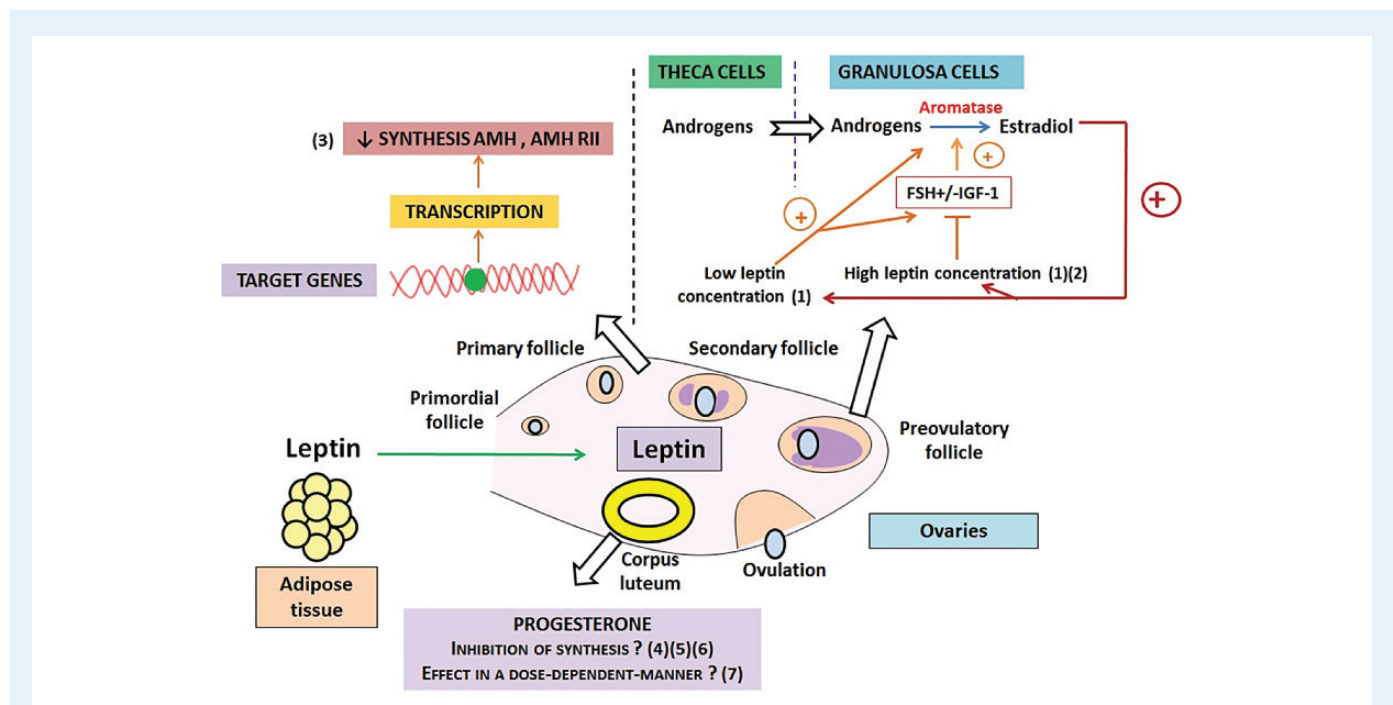 THECA CELLS
GRANULOSA CELLS
Aromatase
Androgens
Androgens
Estradiol
(3)
↓ SYNTHESIS AMH , AMH RII
+
FSH+/-IGF-1
+
+
TRANSCRIPTION
TARGET GENES
Low leptin
concentration (1)
High leptin concentration (1)(2)
Primary follicle
Secondary follicle
Primordial
follicle
Preovulatory
follicle
Leptin
Leptin
Ovaries
Corpus
luteum
Ovulation
Adipose
tissue
PROGESTERONE
INHIBITION OF SYNTHESIS ? (4)(5)(6)
EFFECT IN A DOSE-DEPENDENT-MANNER ? (7)